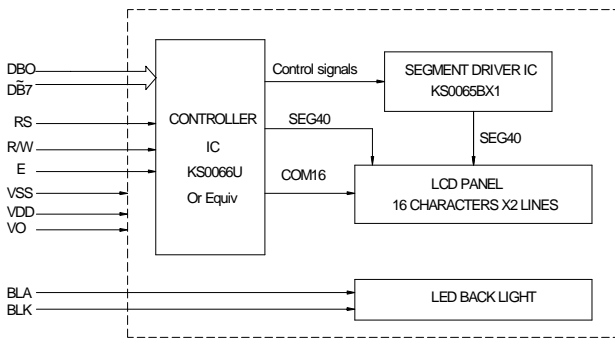 DBO
~
DB7
RS
R/W
E
VSS
VDD
VO
BLA
BLK
CONTROLLER
IC
KS0066U
Or Equiv
Control signals
SEG40
COM16
SEGMENT DRIVER IC
KS0065BX1
SEG40
LCD PANEL
16 CHARACTERS X2 LINES
LED BACK LIGHT